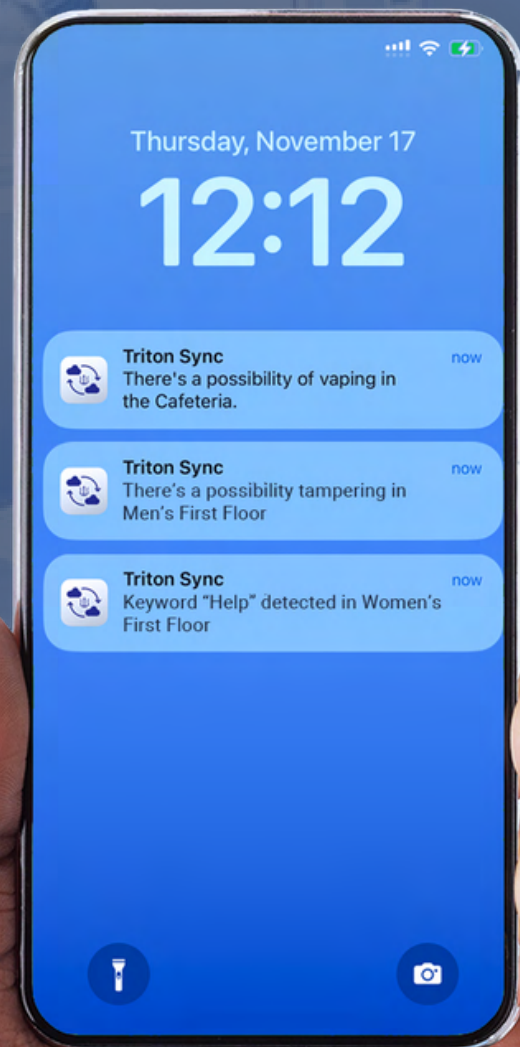 Thursday, November 17
12:12
Triton Sync now
There's a possibility of vaping in
the Cafeteria.
Triton Sync now
There's a possibility tampering in
Men's First Floor
Triton Sync now
Keyword “Help” detected in Women's
First Floor